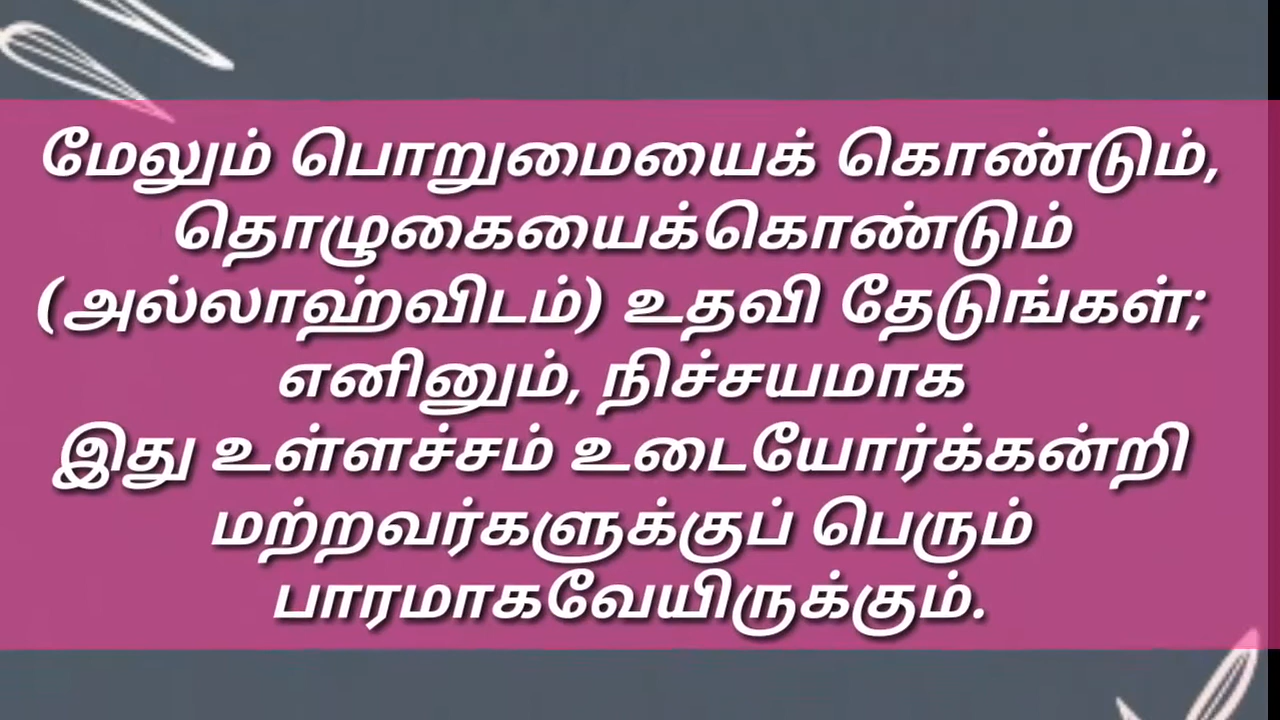 மேலும் பொறுமையைக் கொண்டும்,
தொழுகையைக்கொண்டும்
(அல்லாஹ்விடம்) உதவி தேடுங்கள்;
எனினும், நிச்சயமாக
இது உள்ளச்சம் உடையோர்க்கன்றி
மற்றவர்களுக்குப் பெரும்
பாரமாகவேயிருக்கும்.